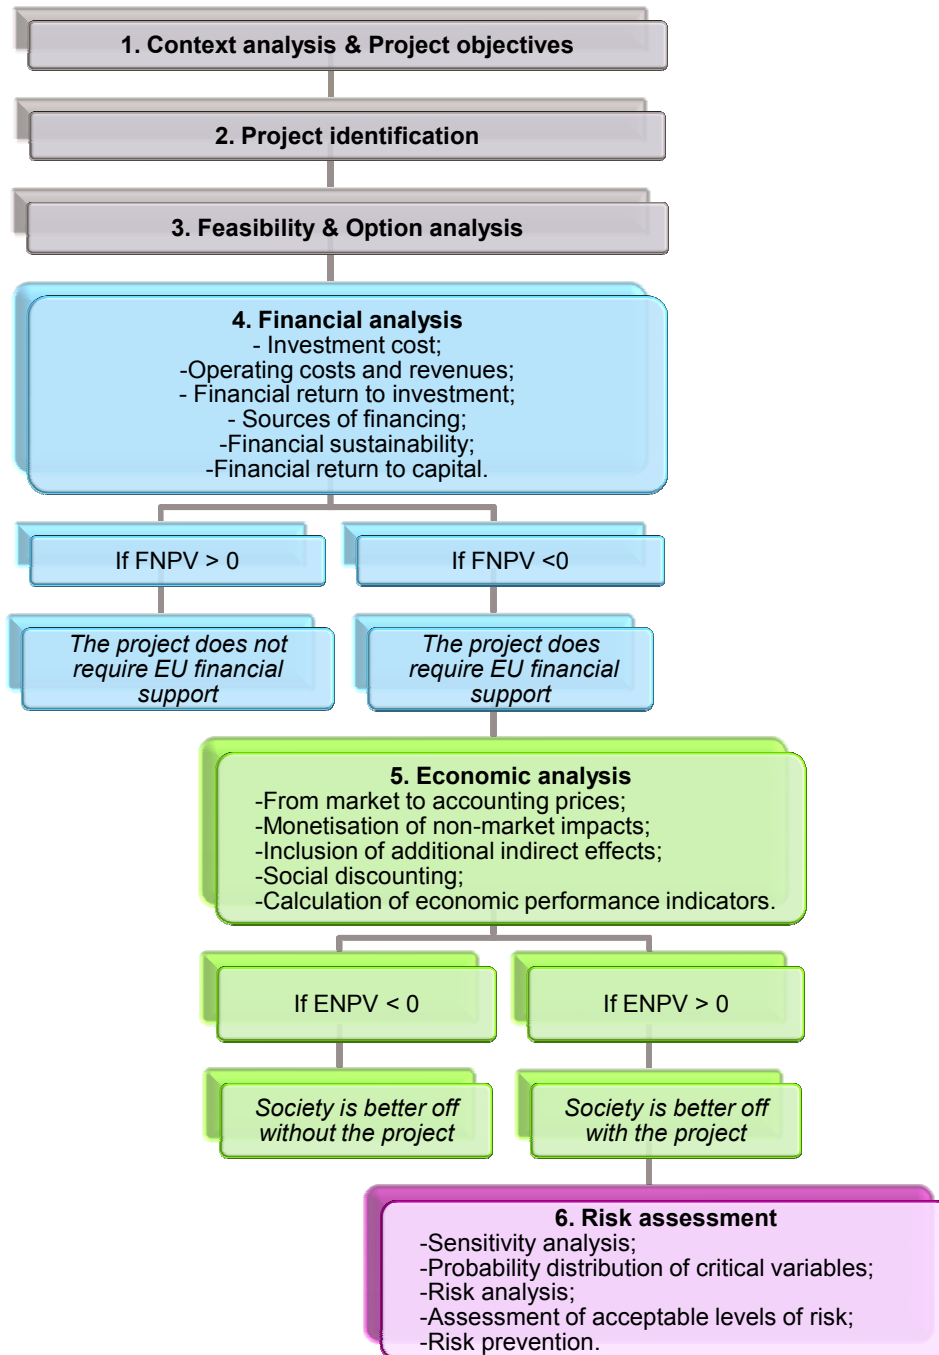 1. Context analysis & Project objectives
2. Project identification
3. Feasibility & Option analysis
4. Financial analysis
- Investment cost;
-Operating costs and revenues;
- Financial return to investment;
- Sources of financing;
-Financial sustainability;
-Financial return to capital.
If FNPV > 0
If FNPV <0
The project does not
require EU financial
support
The project does
require EU financial
support
5. Economic analysis
-From market to accounting prices;
-Monetisation of non-market impacts;
-Inclusion of additional indirect effects;
-Social discounting;
-Calculation of economic performance indicators.
If ENPV < 0
If ENPV > 0
Society is better off
without the project
Society is better off
with the project
6. Risk assessment
-Sensitivity analysis;
-Probability distribution of critical variables;
-Risk analysis;
-Assessment of acceptable levels of risk;
-Risk prevention.